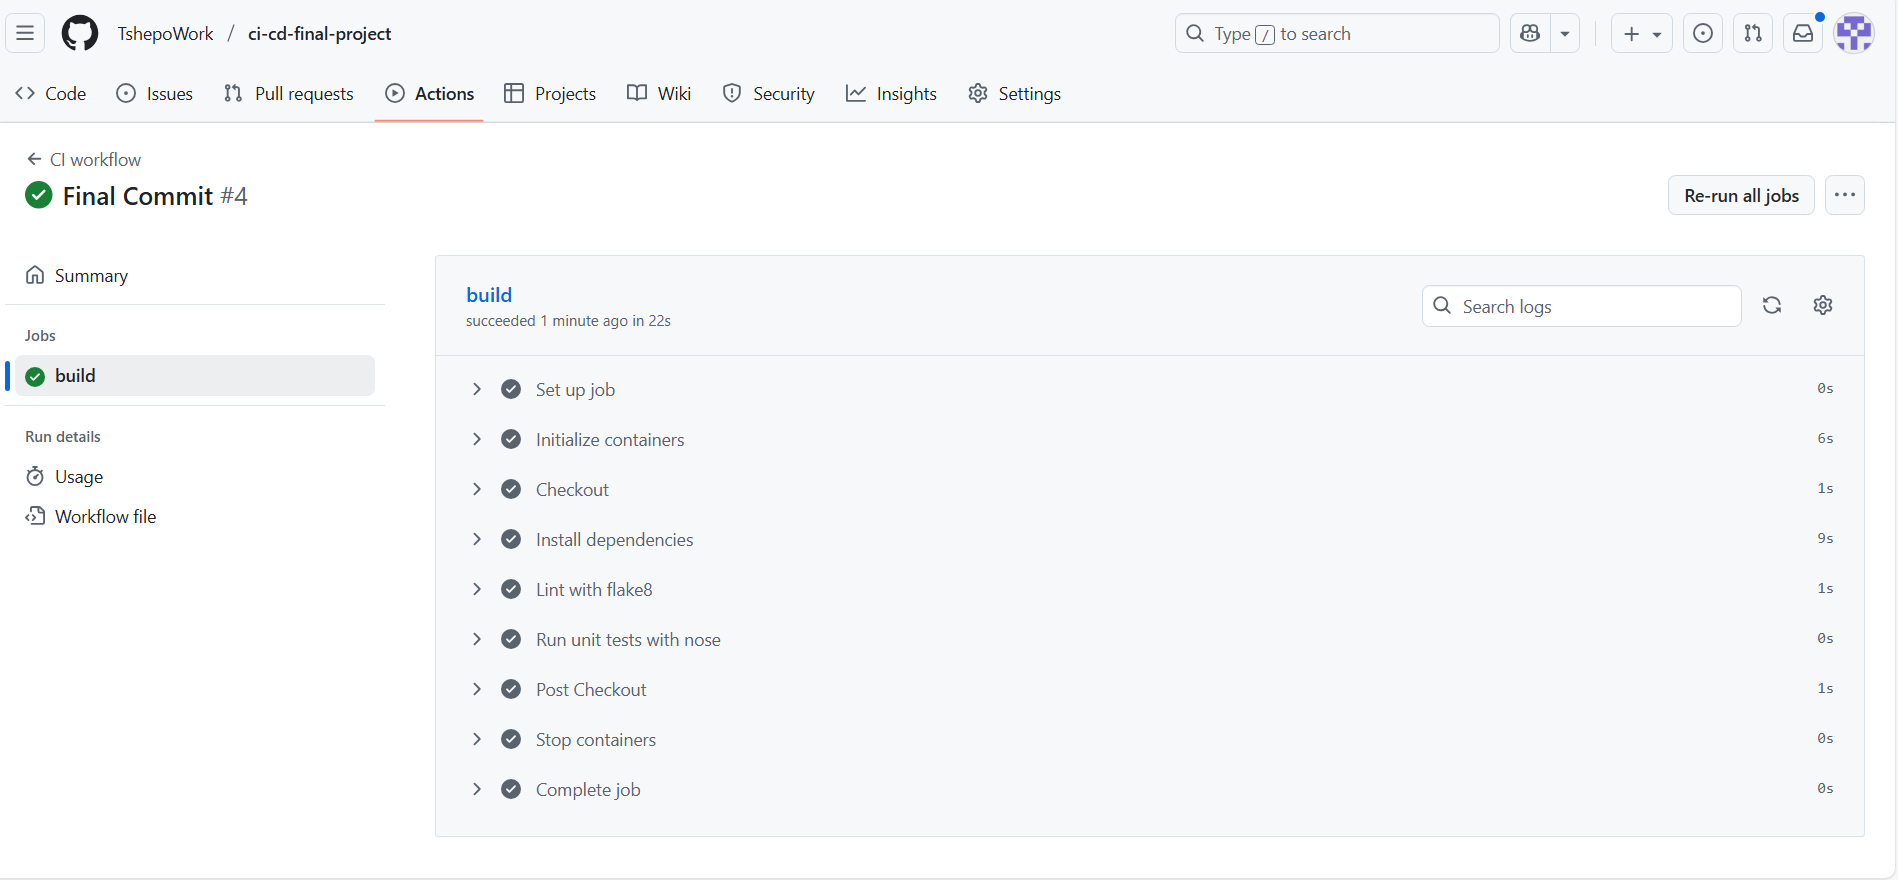 TshepoWork / ci-cd-final-project
Type / to search
Code Issues Pull requests Actions Projects Wiki Security Insights Settings
CI workflow
Final Commit #4
Re-run all jobs
Summary
Jobs
build
Run details
Usage
Workflow file
build
succeeded 1 minute ago in 22s
Search logs
Set up job 0s
Initialize containers 6s
Checkout 1s
Install dependencies 9s
Lint with flake8 1s
Run unit tests with nose 0s
Post Checkout 1s
Stop containers 0s
Complete job 0s